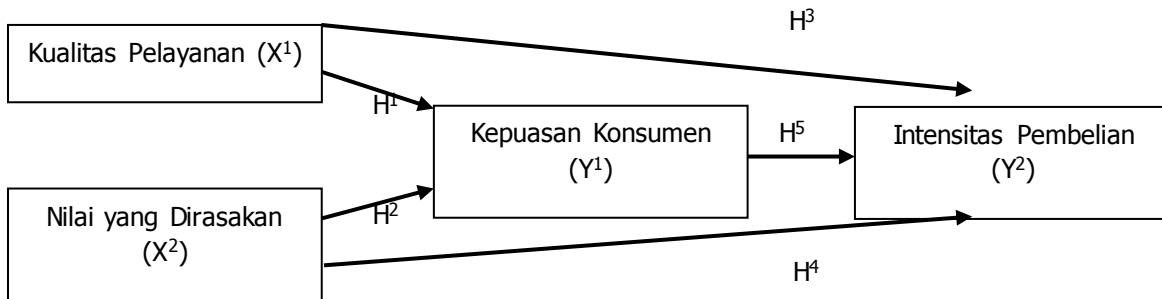 H³
Kualitas Pelayanan (X¹)
H¹
Kepuasan Konsumen
(Y¹)
H⁵
Intensitas Pembelian
(Y²)
Nilai yang Dirasakan
(X²)
H²
H⁴